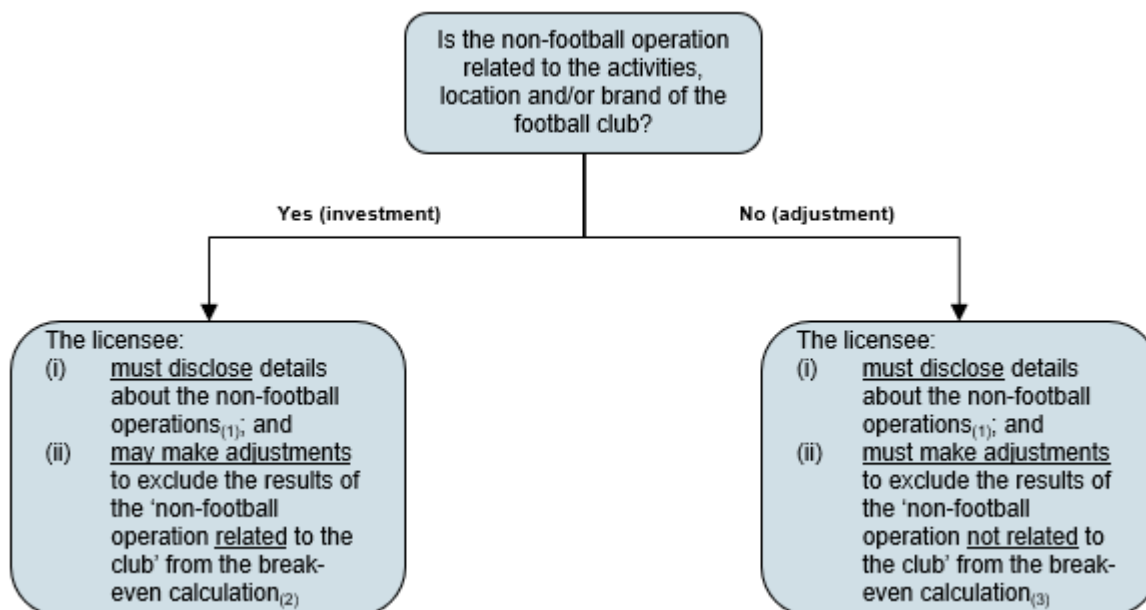 Is the non-football operation
related to the activities,
location and/or brand of the
football club?
Yes (investment)
No (adjustment)
The licensee:
(i) must disclose details
about the non-football
operations(1); and
(ii) may make adjustments
to exclude the results of
the ‘non-football
operation related to the
club’ from the break-
even calculation(2)
The licensee:
(i) must disclose details
about the non-football
operations(1); and
(ii) must make adjustments
to exclude the results of
the ‘non-football
operation not related to
the club’ from the break-
even calculation(3)